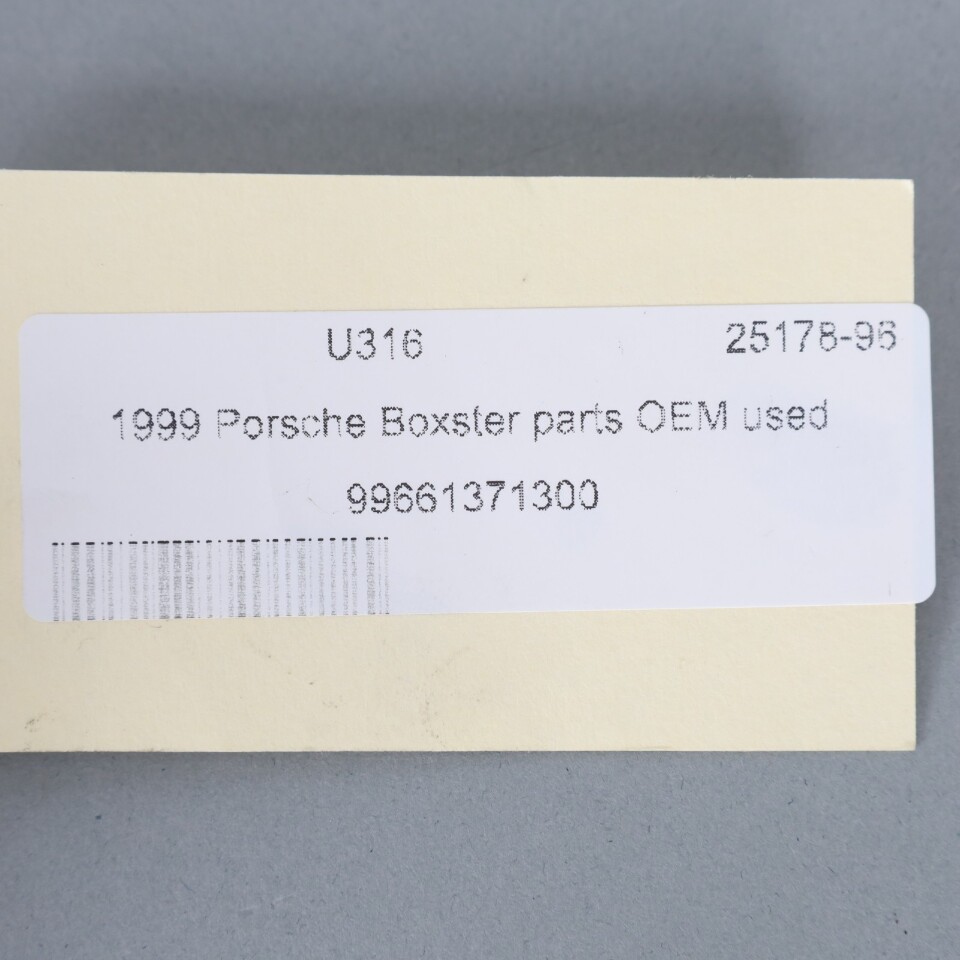 U316 25178-96
1999 Porsche Boxster parts OEM used
99661371300